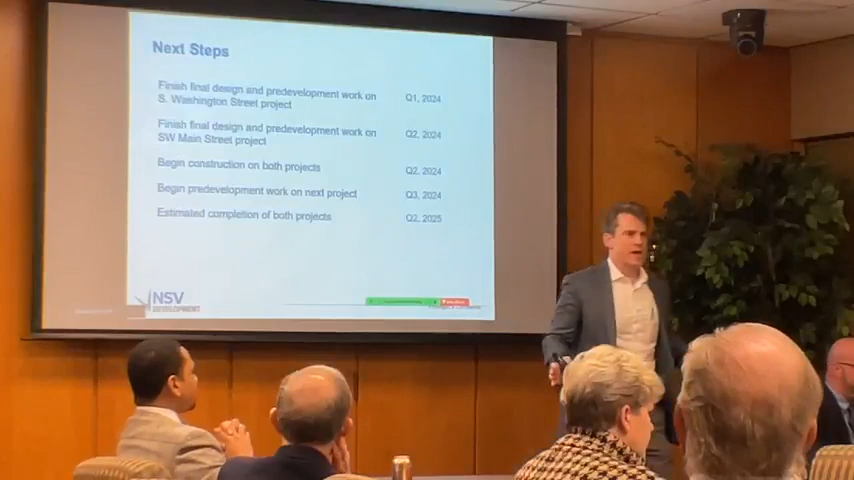 Next Steps
Finish final design and predevelopment work on
S. Washington Street project
Q1, 2024
Finish final design and predevelopment work on
SW Main Street project
Q2, 2024
Begin construction on both projects
Q2, 2024
Begin predevelopment work on next project
Q3, 2024
Estimated completion of both projects
Q2, 2025
NSV
DEVELOPMENT